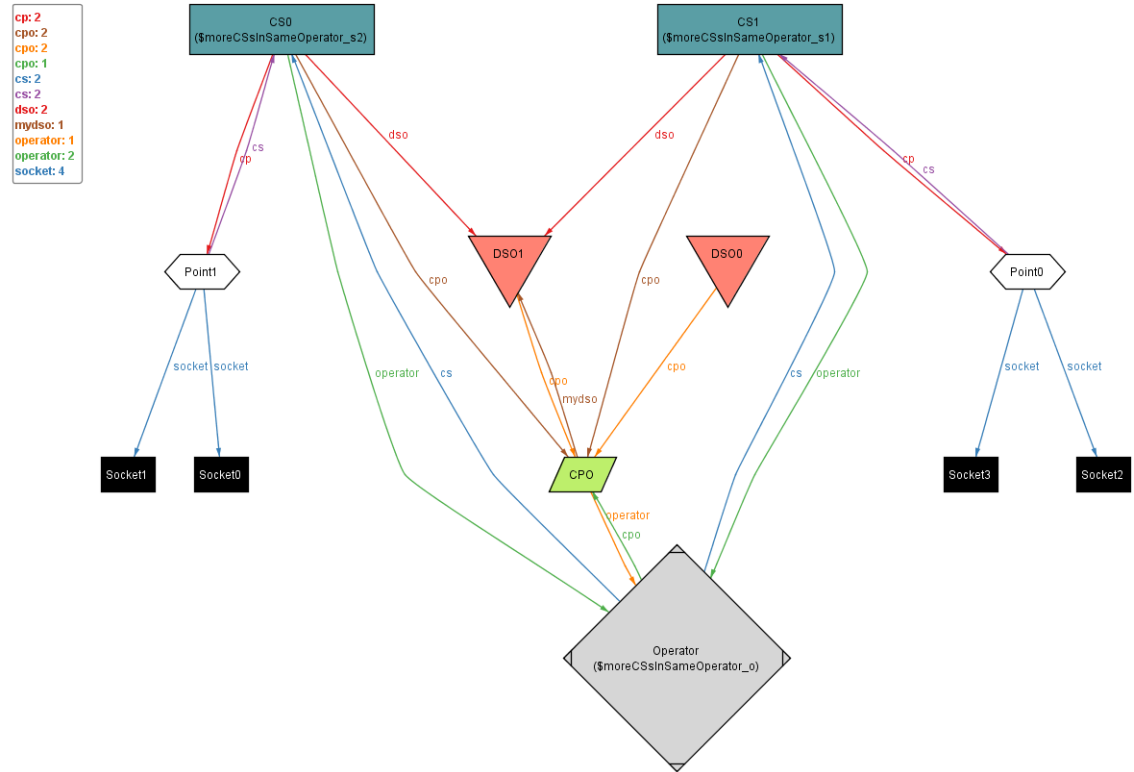 cp: 2
cpo: 2
cpo: 2
cpo: 1
cs: 2
cs: 2
dso: 2
mydso: 1
operator: 1
operator: 2
socket: 4
CS0
($moreCSsInSameOperator_s2)
CS1
($moreCSsInSameOperator_s1)
dso
dso
cs
cp
cp
cs
DSO1
DSO0
Point1
Point0
cpo
cpo
socket
socket
operator
cs
cpo
mydso
cpo
cs
operator
socket
socket
Socket1
Socket0
CPO
Socket3
Socket2
operator
cpo
Operator
($moreCSsInSameOperator_o)